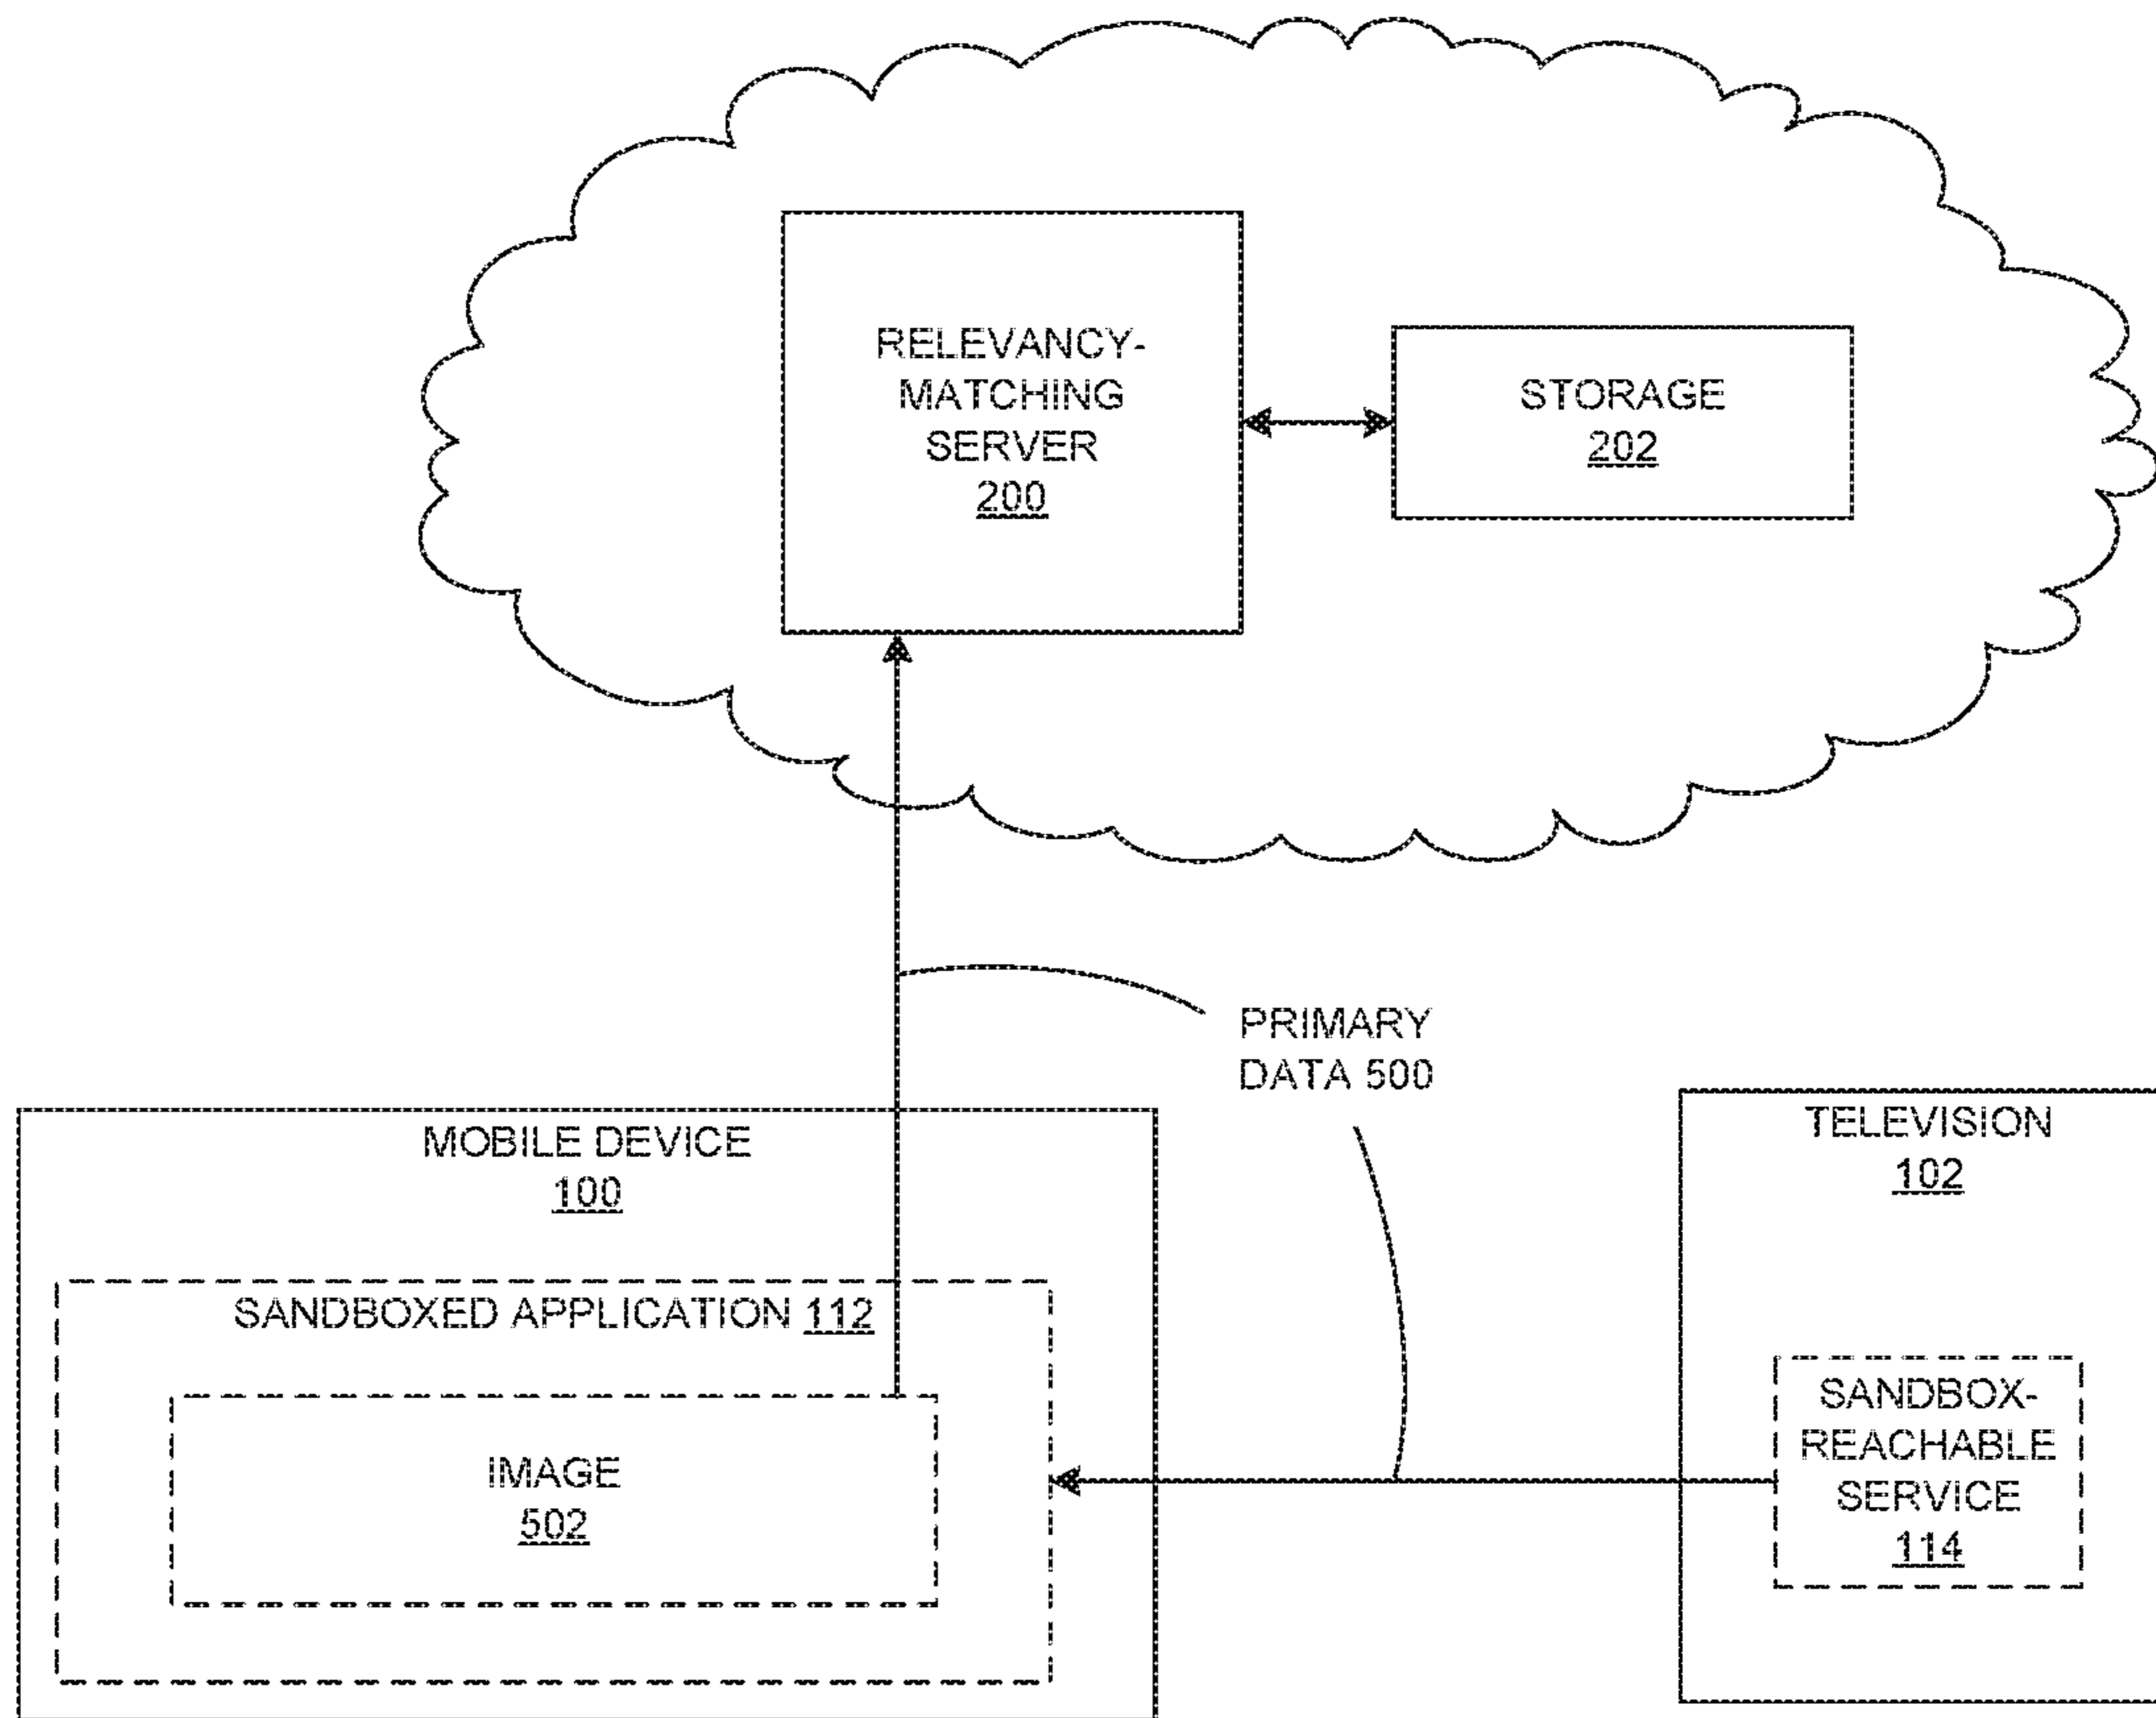 RELEVANCY-
MATCHING
SERVER
200
STORAGE
202
PRIMARY
DATA 500
MOBILE DEVICE
100
SANDBOXED APPLICATION 112
IMAGE
502
TELEVISION
102
SANDBOX-
REACHABLE
SERVICE
114